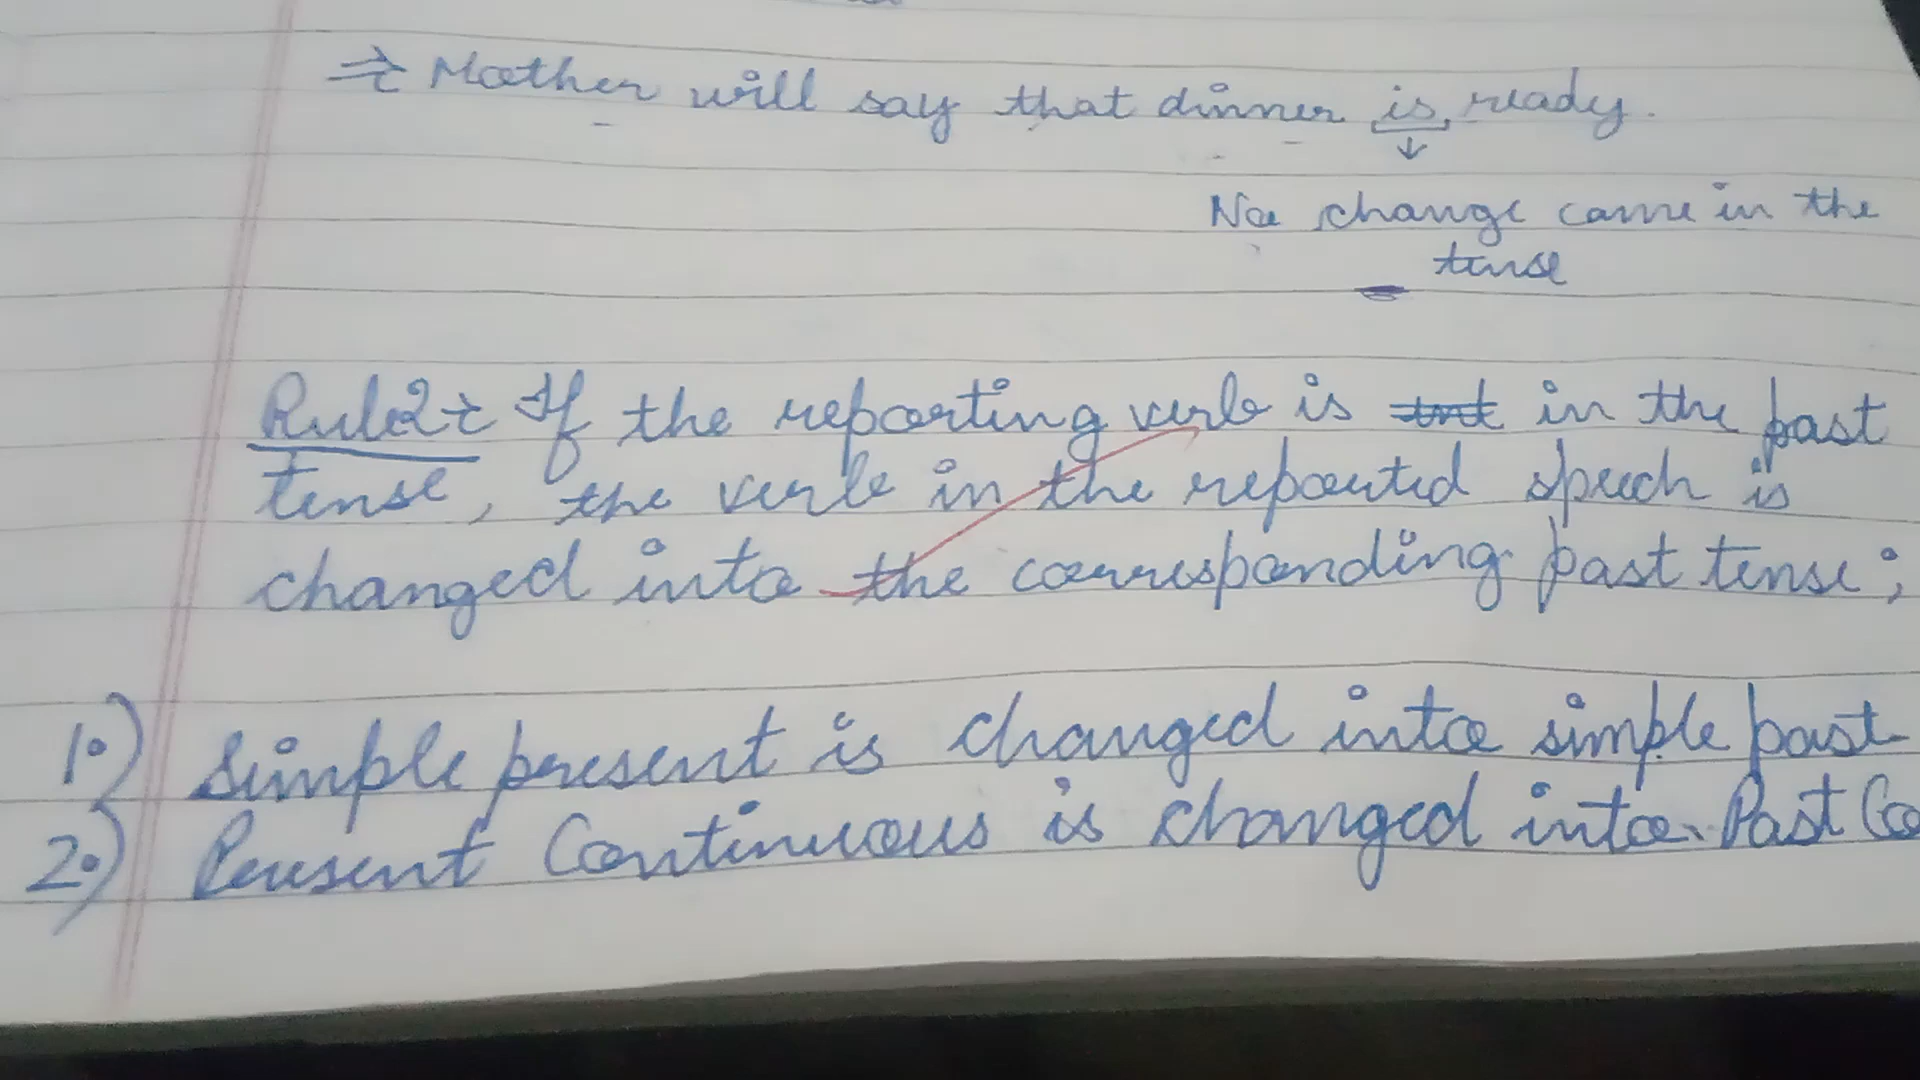 ⇒ Mother will say that dinner is ready.
↓
No change came in the
tense
Rule2:- If the reporting verb is in the past
tense, the verb in the reported speech is
changed into the corresponding past tense;
1.) Simple present is changed into simple past
2.) Present Continuous is changed into Past Co